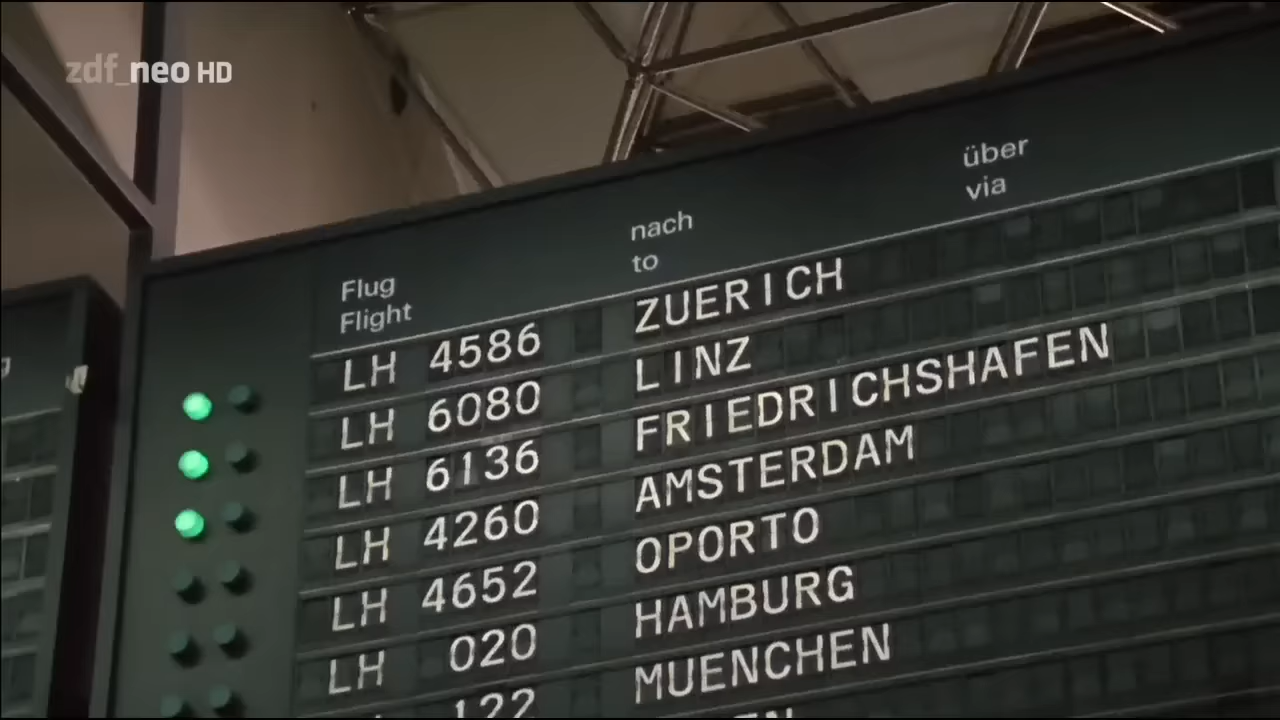 zdf_neo HD
über
via
nach
to
Flug
Flight
LH 4586 ZUERICH
LH 6080 LINZ
LH 6136 FRIEDRICHSHAFEN
LH 4260 AMSTERDAM
LH 4652 OPORTO
LH 020 HAMBURG
122 MUENCHEN